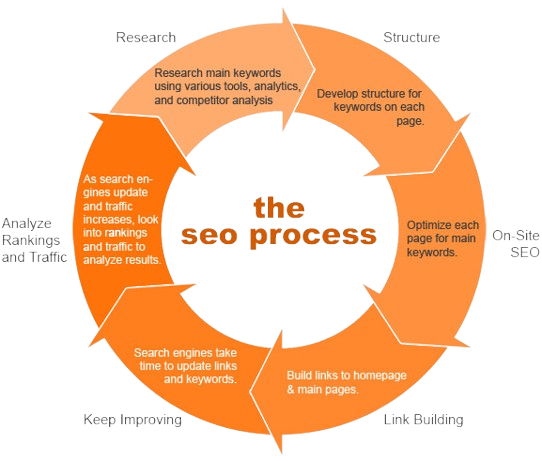 Research
Research main keywords
using various tools, analytics,
and competitor analysis
Structure
Develop structure for
keywords on each
page.
On-Site
SEO
Optimize each
page for main
keywords.
Link Building
Build links to homepage
& main pages.
Keep Improving
Search engines take
time to update links
and keywords.
Analyze
Rankings
and Traffic
As search en-
gines update
and traffic
increases, look
into rankings
and traffic to
analyze results.
the
seo process